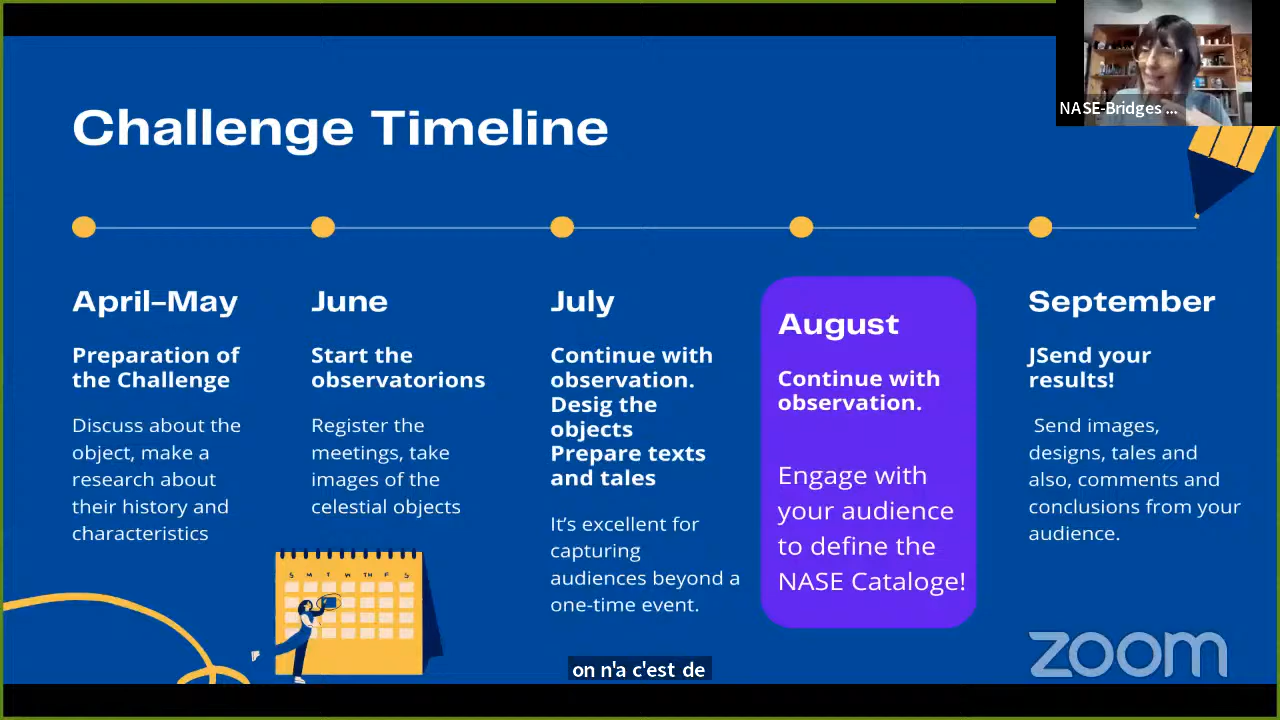 NASE-Bridges ...
Challenge Timeline
April–May
Preparation of
the Challenge
Discuss about the
object, make a
research about
their history and
characteristics
June
Start the
observatorions
Register the
meetings, take
images of the
celestial objects
July
Continue with
observation.
Desig the
objects
Prepare texts
and tales
It's excellent for
capturing
audiences beyond a
one-time event.
August
Continue with
observation.
Engage with
your audience
to define the
NASE Cataloge!
September
JSend your
results!
Send images,
designs, tales and
also, comments and
conclusions from your
audience.
S M T W TH F S
zoom
on n'a c'est de